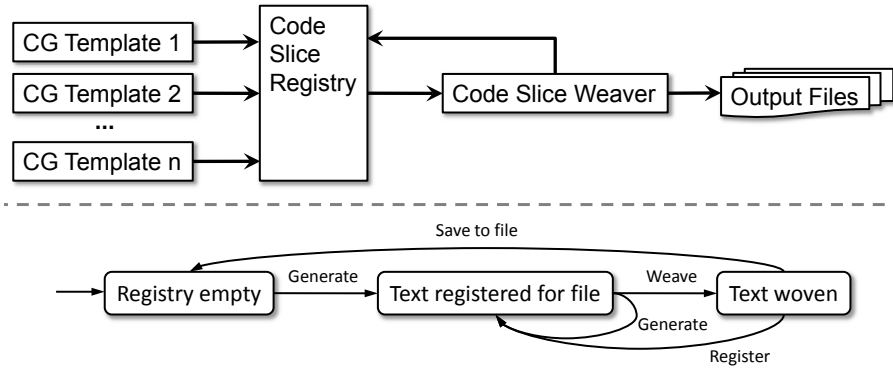 CG Template 1
CG Template 2
...
CG Template n
Code
Slice
Registry
Code Slice Weaver
Output Files
Save to file
Registry empty
Generate
Text registered for file
Weave
Text woven
Generate
Register